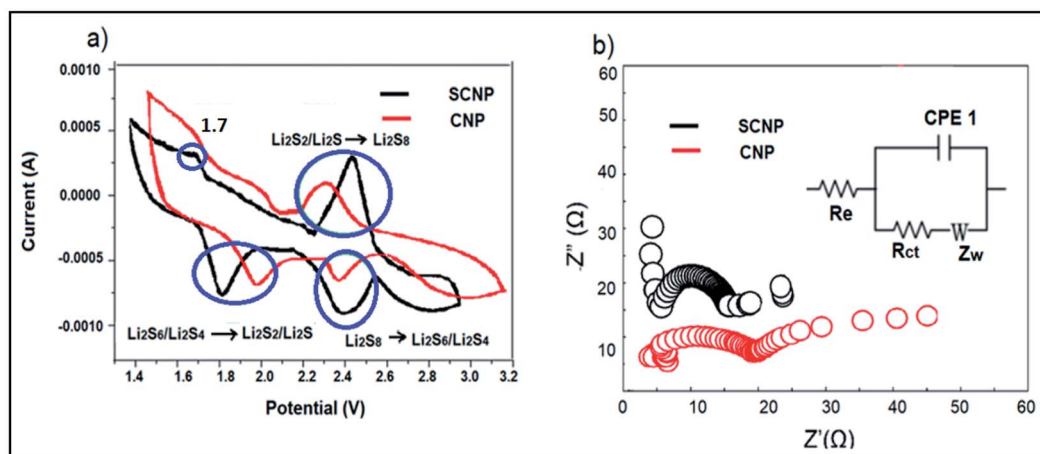 a)
0.0010
0.0005
0.0000
-0.0005
-0.0010
Current (A)
1.4 1.6 1.8 2.0 2.2 2.4 2.6 2.8 3.0 3.2
Potential (V)
SCNP
CNP
1.7
Li2S2/Li2S → Li2S8
Li2S6/Li2S4 → Li2S2/Li2S
Li2S8 → Li2S6/Li2S4
b)
60
50
40
30
20
10
-Z" (Ω)
0 10 20 30 40 50 60
Z'(Ω)
SCNP
CNP
CPE 1
Re
Rct Zw